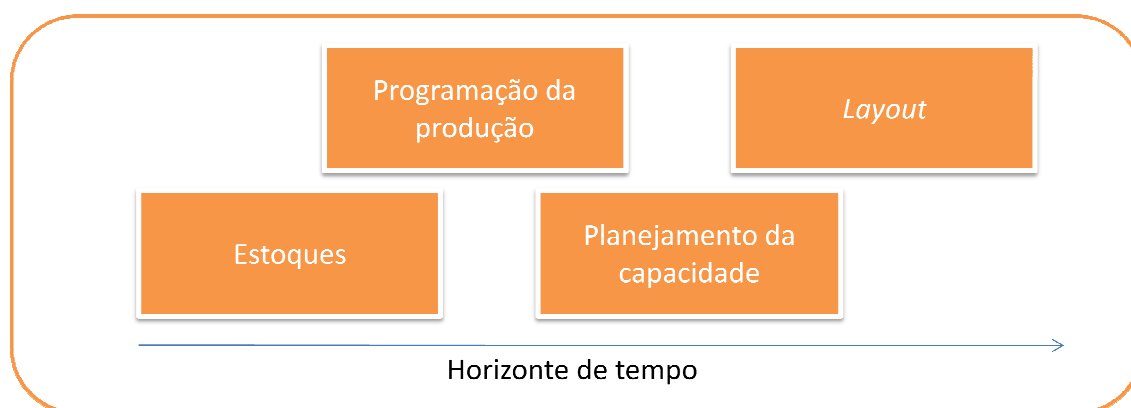 Programação da
produção
Layout
Estoques
Planejamento da
capacidade
Horizonte de tempo